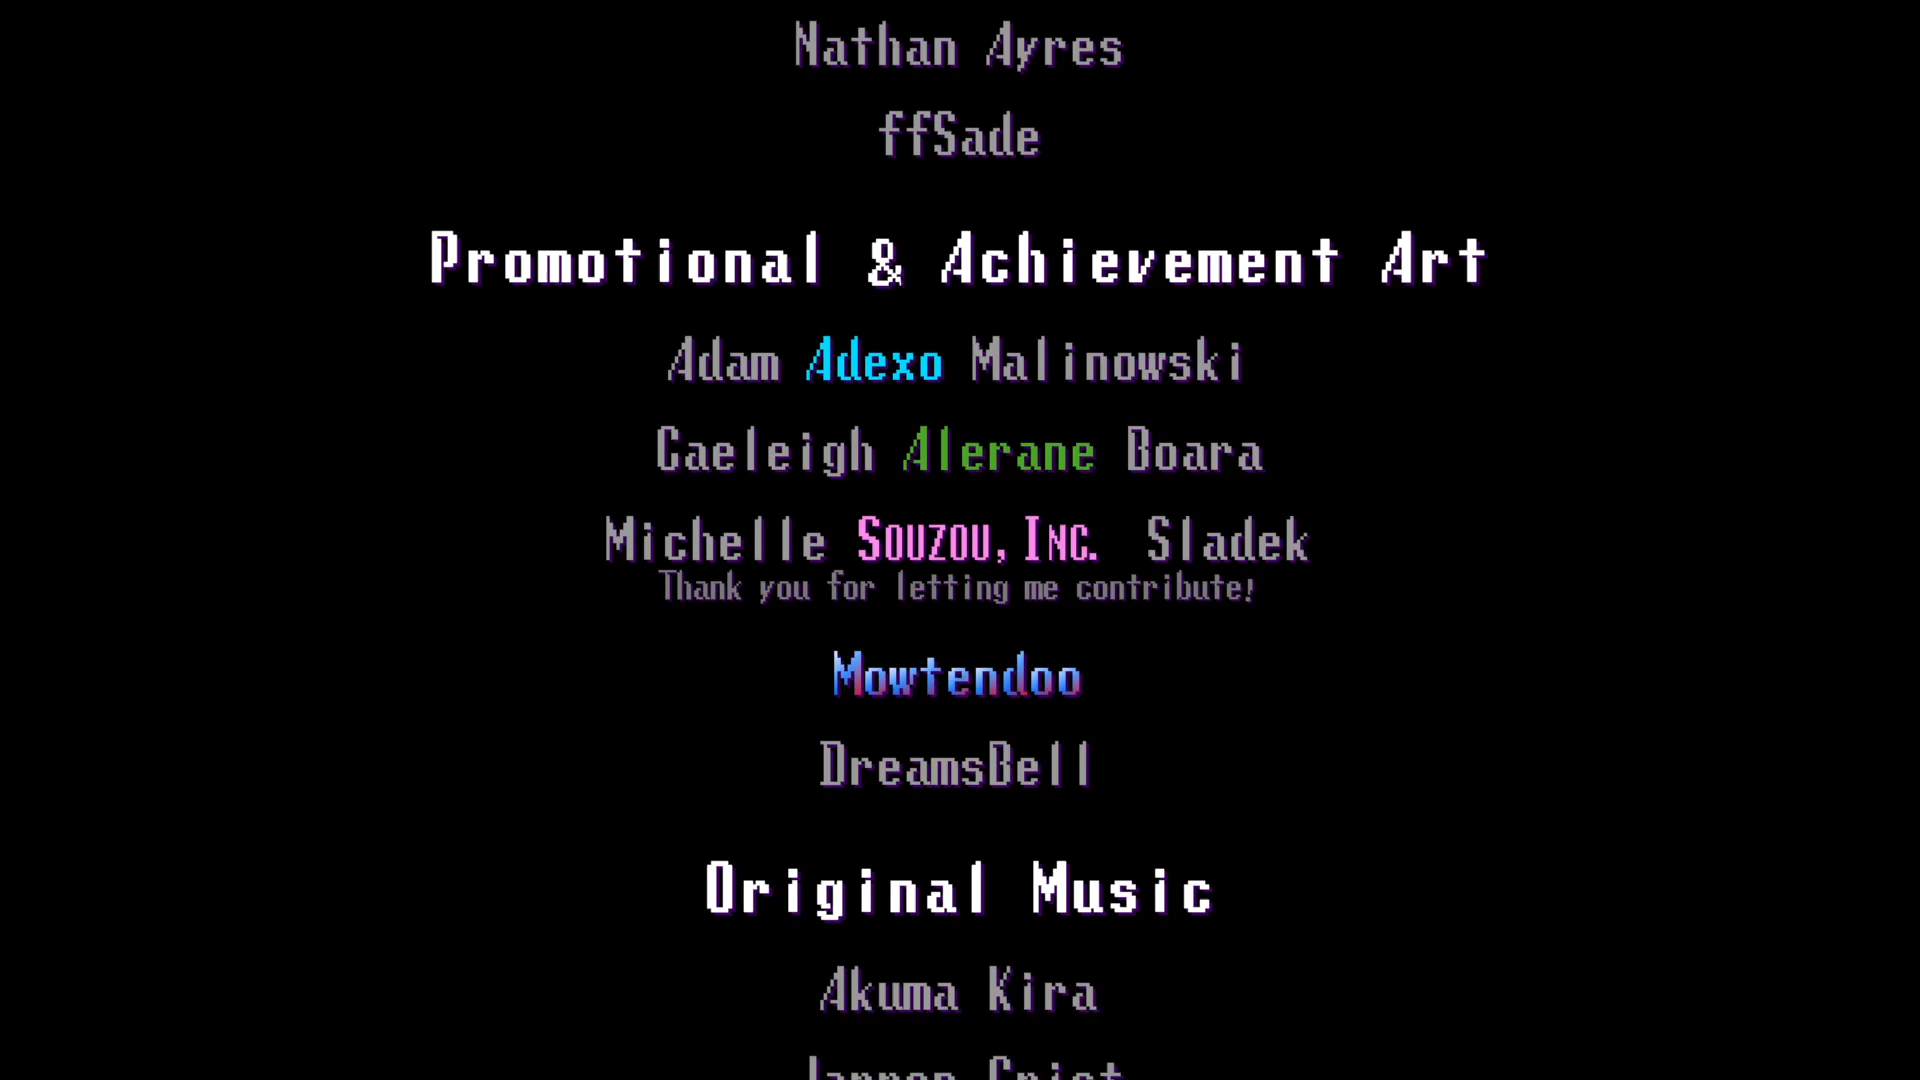 Nathan Ayres
ffSade
Promotional & Achievement Art
Adam Adexo Malinowski
Caeleigh Alerane Boara
Michelle Souzou, Inc. Sladek
Thank you for letting me contribute!
Mowtendoo
DreamsBell
Original Music
Akuma Kira